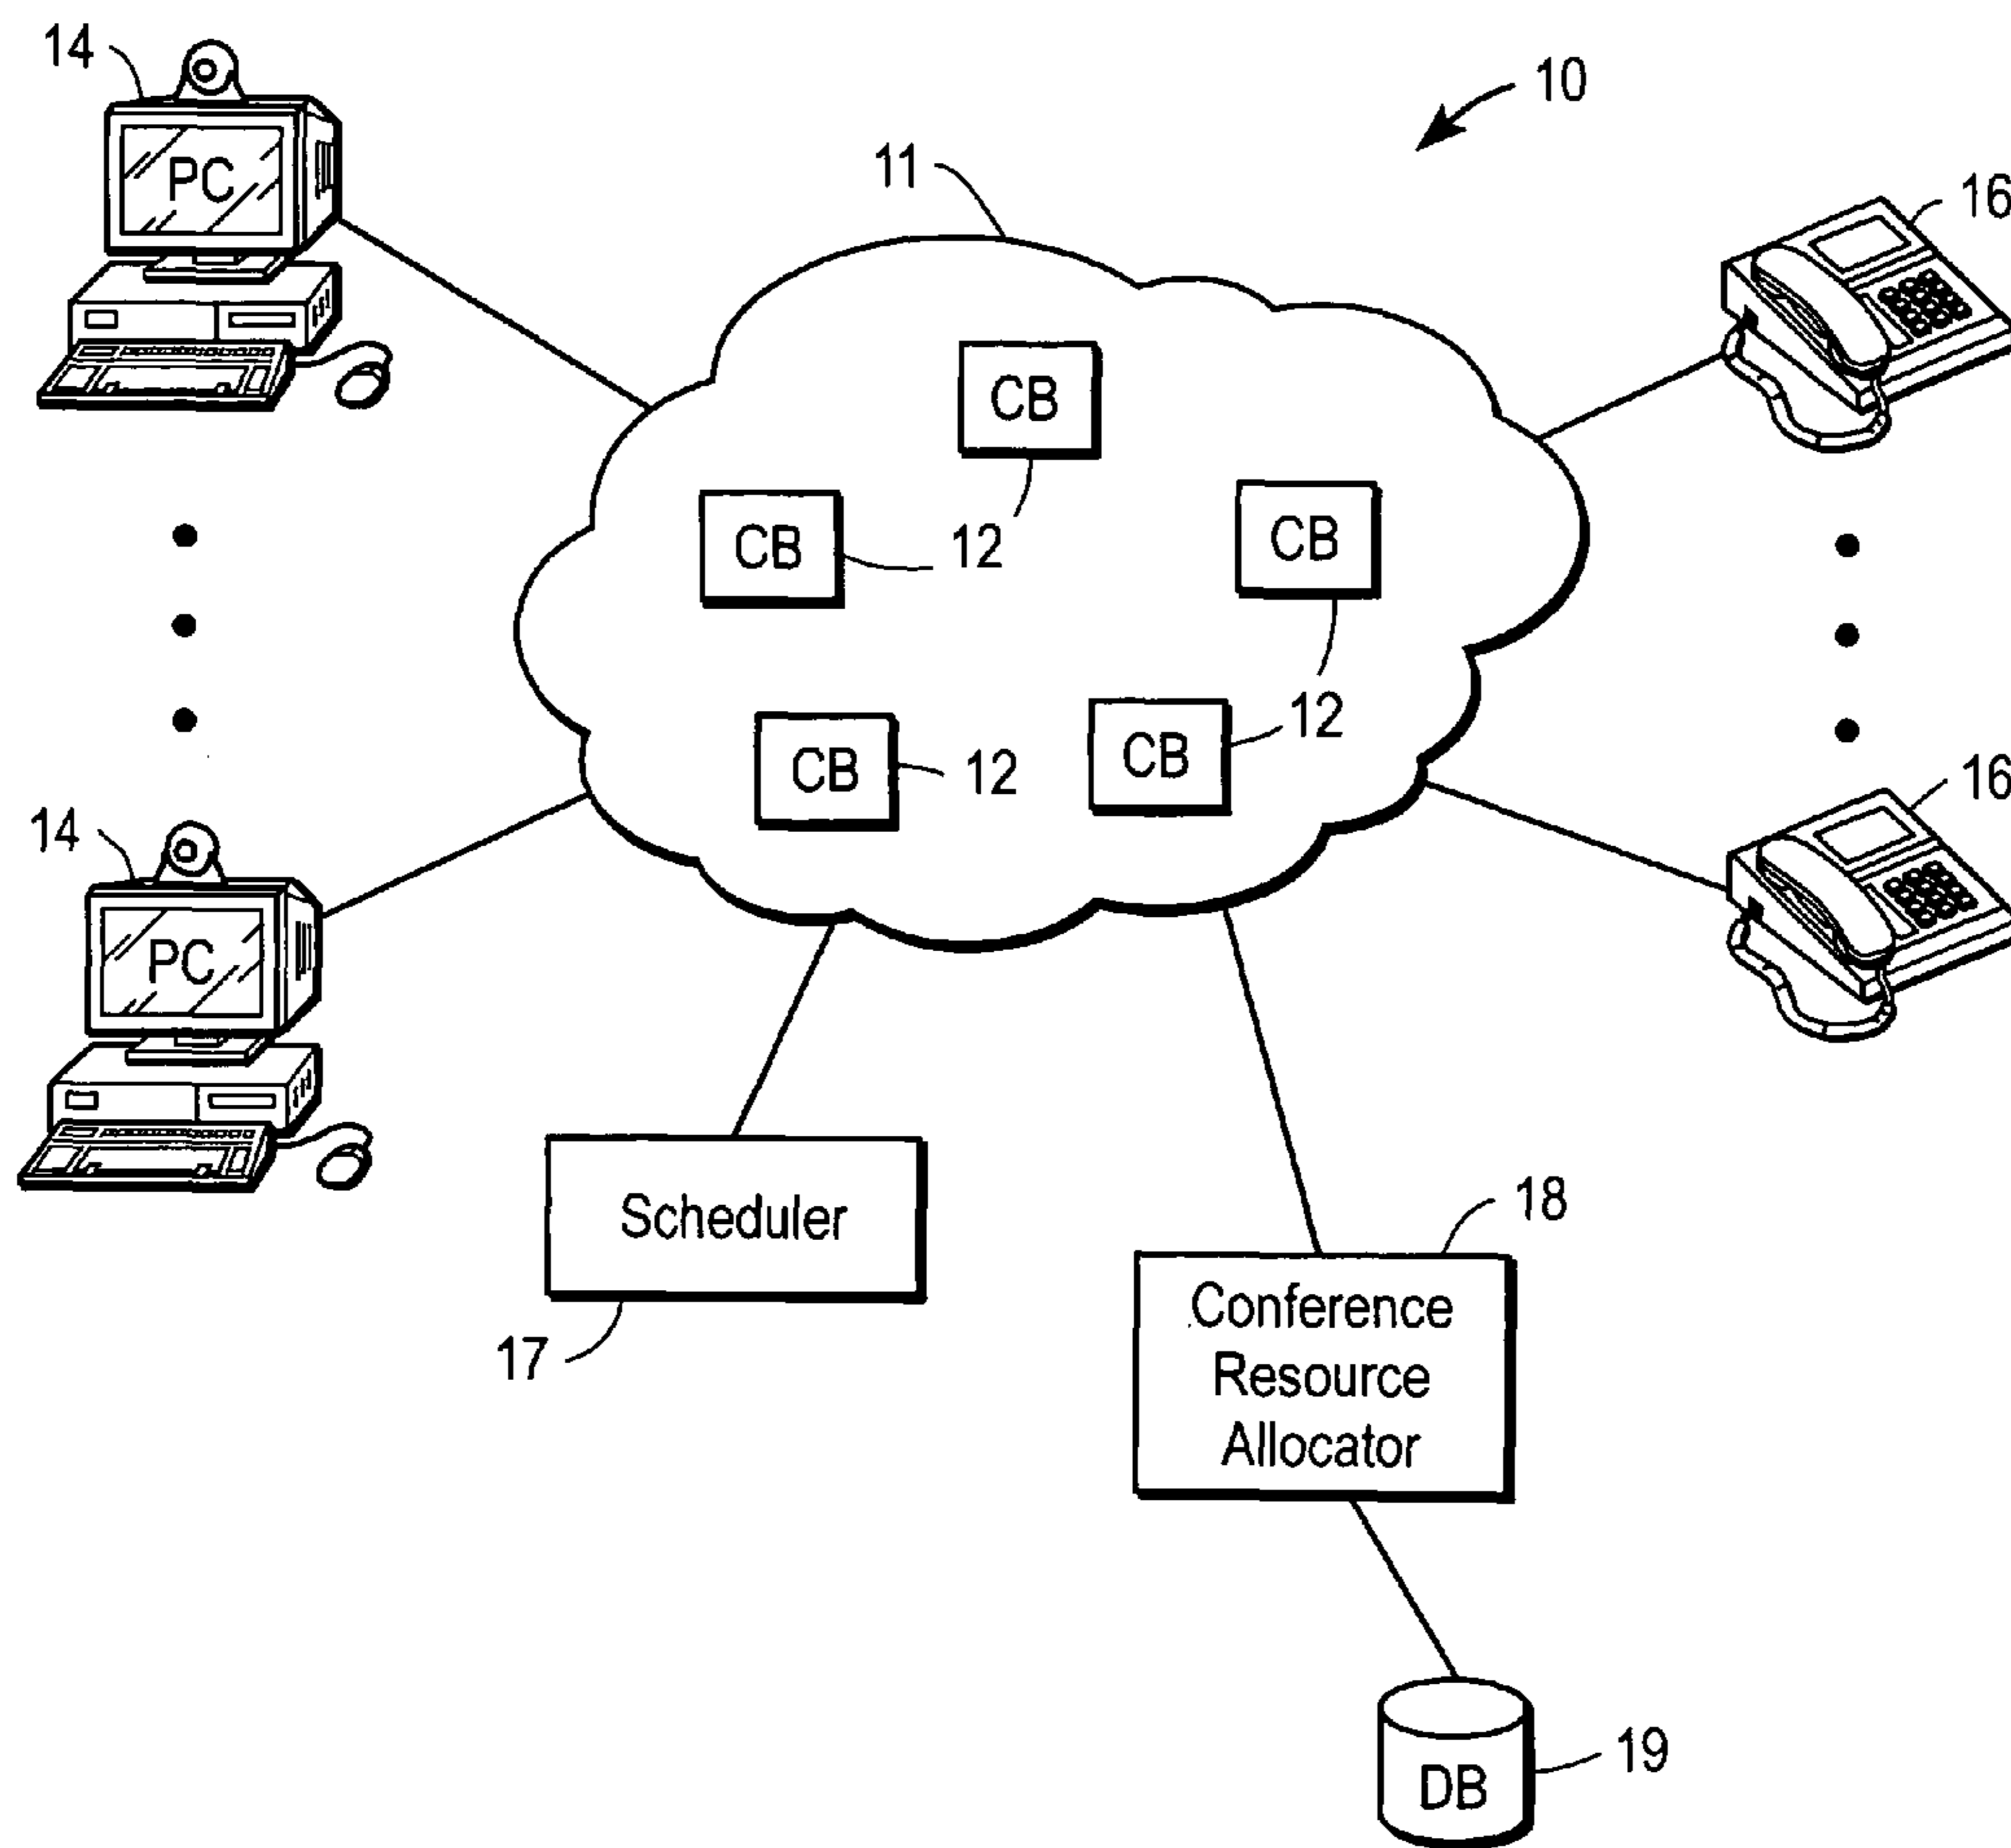 14
10
PC
11
16
CB
CB
12
CB
12
CB
12
CB
12
14
16
PC
Scheduler
18
17
Conference
Resource
Allocator
19
DB